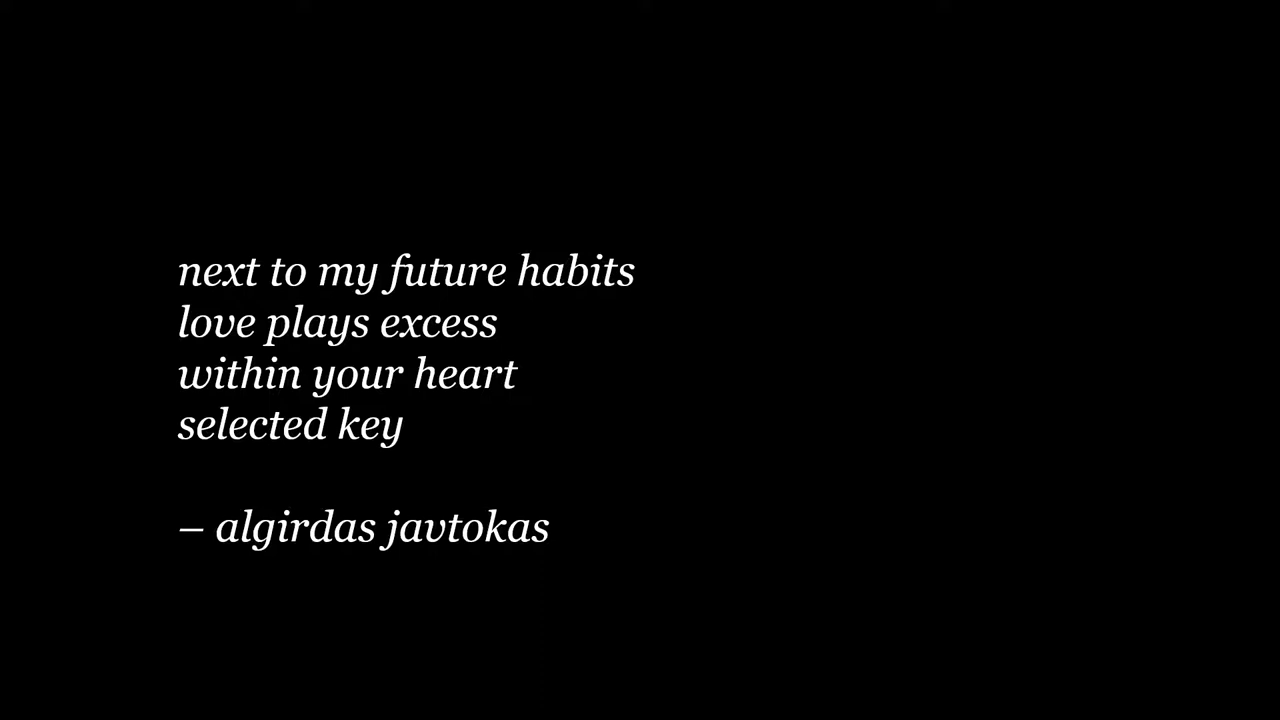 next to my future habits
love plays excess
within your heart
selected key
– algirdas javtokas